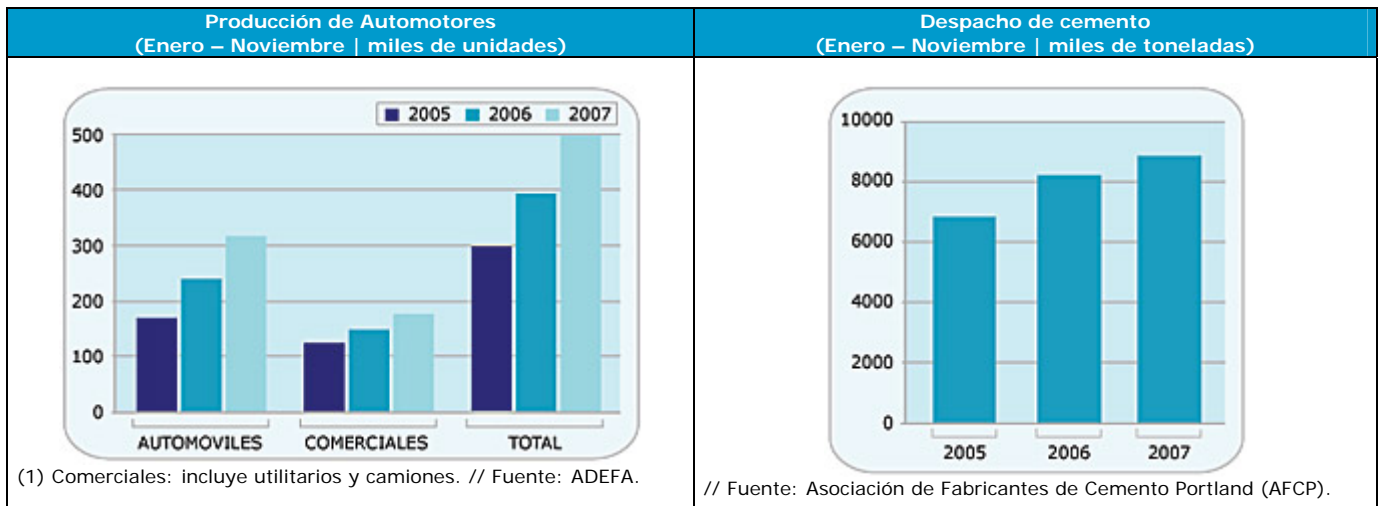 Producción de Automotores
(Enero – Noviembre | miles de unidades)
2005 2006 2007
500
400
300
200
100
0
AUTOMOVILES COMERCIALES TOTAL
(1) Comerciales: incluye utilitarios y camiones. // Fuente: ADEFA.
Despacho de cemento
(Enero – Noviembre | miles de toneladas)
10000
8000
6000
4000
2000
0
2005 2006 2007
// Fuente: Asociación de Fabricantes de Cemento Portland (AFCP).